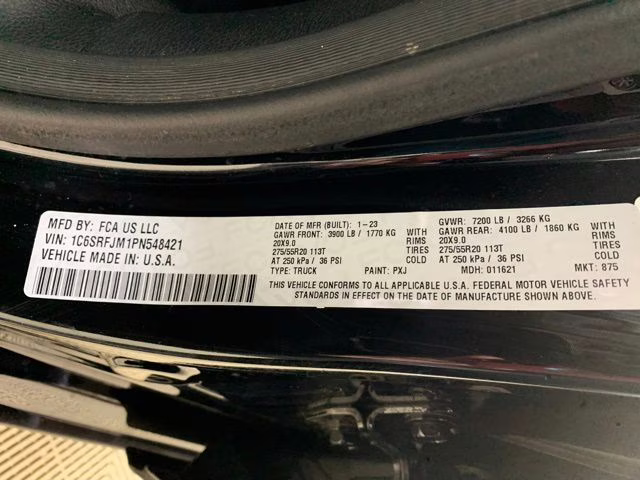 MFD BY: FCA US LLC
VIN: 1C6SRFJM1PN548421
VEHICLE MADE IN: U.S.A.
DATE OF MFR (BUILT): 1-23
GAWR FRONT: 3900 LB / 1770 KG WITH
20X9.0 RIMS
275/55R20 113T
AT 250 kPa / 36 PSI COLD
TYPE: TRUCK PAINT: PXJ
GVWR: 7200 LB / 3266 KG
GAWR REAR: 4100 LB / 1860 KG WITH
20X9.0 RIMS
275/55R20 113T
AT 250 kPa / 36 PSI COLD
MDH: 011621 MKT: 875
THIS VEHICLE CONFORMS TO ALL APPLICABLE U.S.A. FEDERAL MOTOR VEHICLE SAFETY
STANDARDS IN EFFECT ON THE DATE OF MANUFACTURE SHOWN ABOVE.